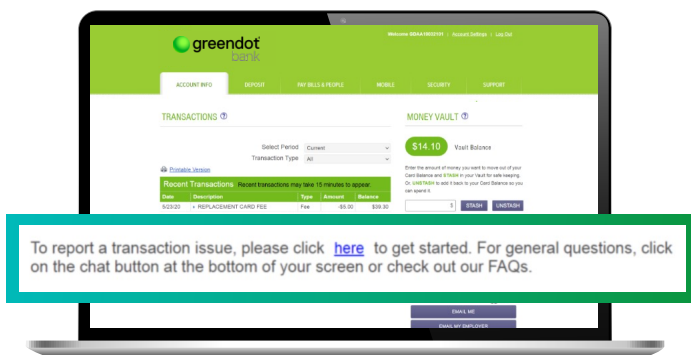 Welcome GBAA10632101 | Account Settings | Log Out
greendot
bank
ACCOUNT INFO DEPOSIT PAY BILLS & PEOPLE MOBILE SECURITY SUPPORT
TRANSACTIONS ?
Select Period Current
Transaction Type All
Printable Version
Recent Transactions Recent transactions may take 15 minutes to appear.
Date Description Type Amount Balance
5/23/20 + REPLACEMENT CARD FEE Fee -$5.00 $39.30
MONEY VAULT ?
$14.10 Vault Balance
Enter the amount of money you want to move out of your
Card Balance and STASH in your Vault for safe keeping.
Or, UNSTASH to add it back to your Card Balance so you
can spend it.
$ STASH UNSTASH
To report a transaction issue, please click here to get started. For general questions, click
on the chat button at the bottom of your screen or check out our FAQs.
EMAIL ME
EMAIL MY EMPLOYER